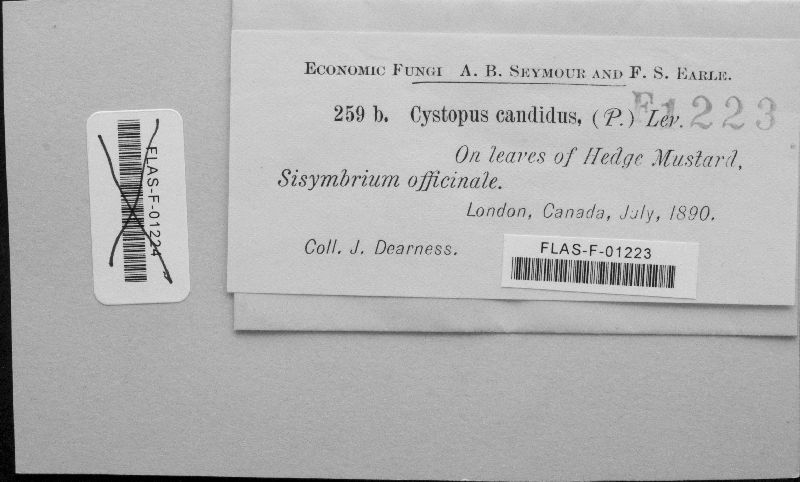 ECONOMIC FUNGI A. B. SEYMOUR AND F. S. EARLE.
259 b. Cystopus candidus, (P.) Lev.
F1223
On leaves of Hedge Mustard,
Sisymbrium officinale.
London, Canada, July, 1890.
Coll. J. Dearness.
FLAS-F-01223
FLAS-F-01224